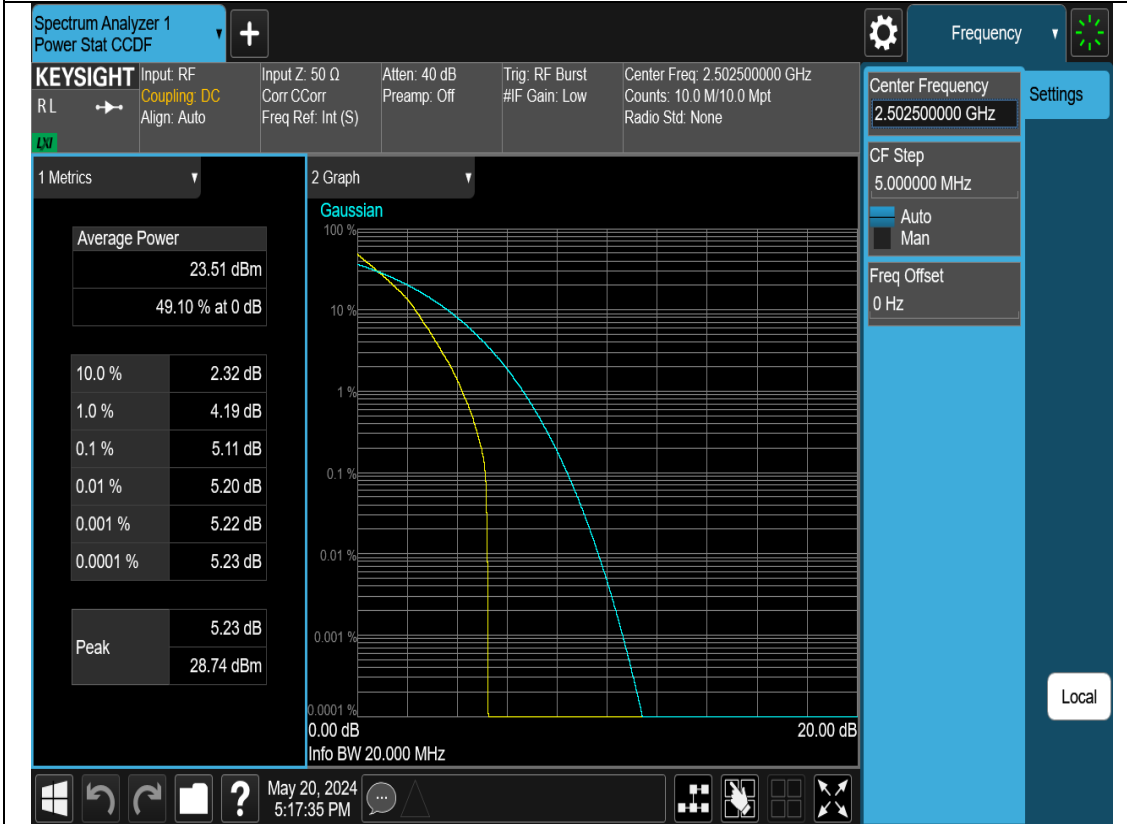 Spectrum Analyzer 1
Power Stat CCDF
Frequency
KEYSIGHT
RL
LXI
Input: RF
Coupling: DC
Align: Auto
Input Z: 50 Ω
Corr CCorr
Freq Ref: Int (S)
Atten: 40 dB
Preamp: Off
Trig: RF Burst
#IF Gain: Low
Center Freq: 2.502500000 GHz
Counts: 10.0 M/10.0 Mpt
Radio Std: None
Center Frequency
2.502500000 GHz
Settings
CF Step
5.000000 MHz
Auto
Man
Freq Offset
0 Hz
Local
1 Metrics
Average Power
23.51 dBm
49.10 % at 0 dB
10.0 % 2.32 dB
1.0 % 4.19 dB
0.1 % 5.11 dB
0.01 % 5.20 dB
0.001 % 5.22 dB
0.0001 % 5.23 dB
Peak 5.23 dB
28.74 dBm
2 Graph
Gaussian
100 %
10 %
1 %
0.1 %
0.01 %
0.001 %
0.0001 %
0.00 dB 20.00 dB
Info BW 20.000 MHz
?
May 20, 2024
5:17:35 PM